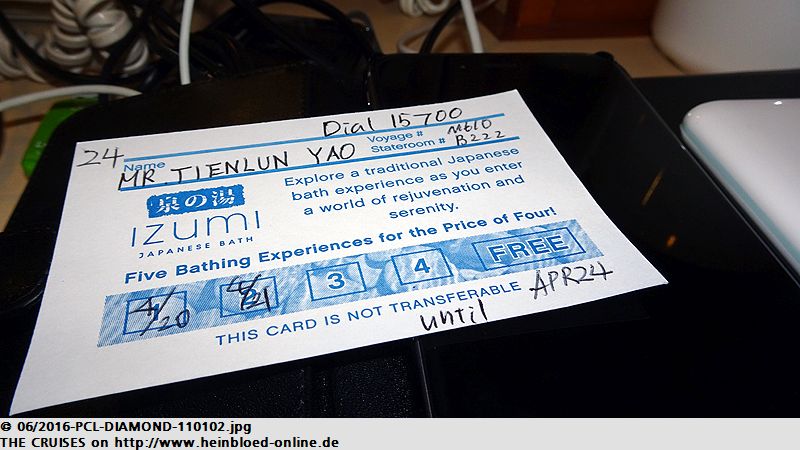 Dial 15700
24
Name
Voyage # M610
MR. TIENLUN YAO
Stateroom # B222
泉の湯
IZUMI
JAPANESE BATH
Explore a traditional Japanese
bath experience as you enter
a world of rejuvenation and
serenity.
Five Bathing Experiences for the Price of Four!
1 4/20
2 4/21
3
4
FREE
THIS CARD IS NOT TRANSFERABLE
until APR24
© 06/2016-PCL-DIAMOND-110102.jpg
THE CRUISES on http://www.heinbloed-online.de